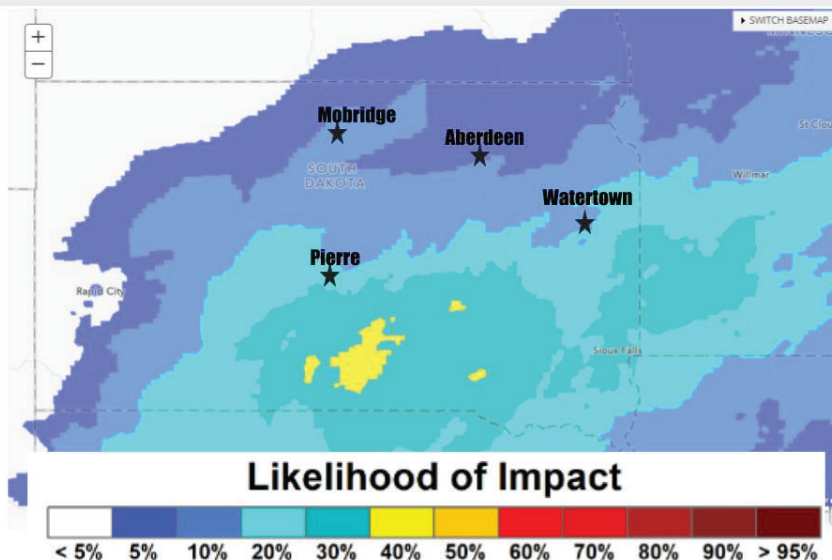 +
−
▸ SWITCH BASEMAP
Mobridge
Aberdeen
St Clou
SOUTH
DAKOTA
Willmar
Watertown
Pierre
Rapid City
Sioux Falls
Likelihood of Impact
< 5% 5% 10% 20% 30% 40% 50% 60% 70% 80% 90% > 95%